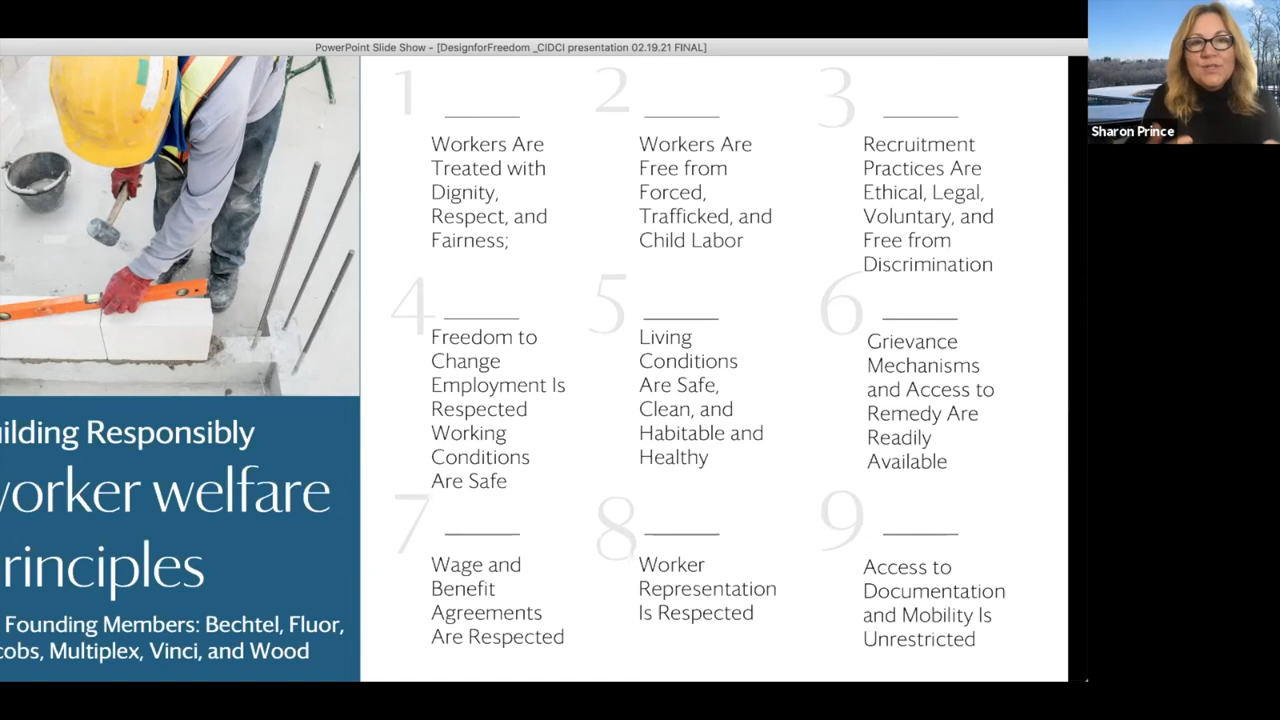 PowerPoint Slide Show - [DesignforFreedom _CIDCI presentation 02.19.21 FINAL]
Sharon Prince
1
Workers Are
Treated with
Dignity,
Respect, and
Fairness;
2
Workers Are
Free from
Forced,
Trafficked, and
Child Labor
3
Recruitment
Practices Are
Ethical, Legal,
Voluntary, and
Free from
Discrimination
4
Freedom to
Change
Employment Is
Respected
Working
Conditions
Are Safe
5
Living
Conditions
Are Safe,
Clean, and
Habitable and
Healthy
6
Grievance
Mechanisms
and Access to
Remedy Are
Readily
Available
7
Wage and
Benefit
Agreements
Are Respected
8
Worker
Representation
Is Respected
9
Access to
Documentation
and Mobility Is
Unrestricted
ilding Responsibly
orker welfare
rinciples
Founding Members: Bechtel, Fluor,
cobs, Multiplex, Vinci, and Wood